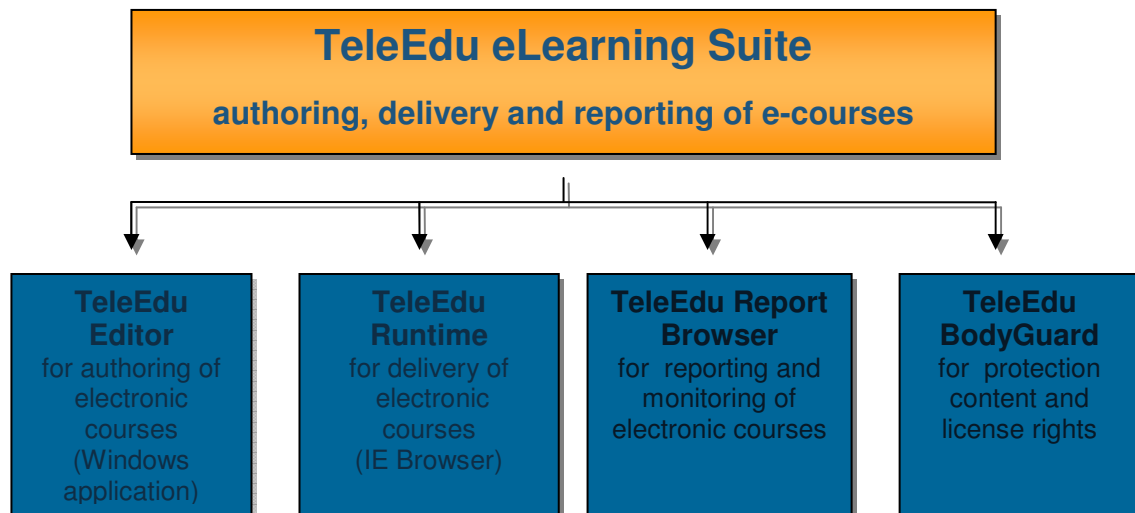 TeleEdu eLearning Suite
authoring, delivery and reporting of e-courses
TeleEdu
Editor
for authoring of
electronic
courses
(Windows
application)
TeleEdu
Runtime
for delivery of
electronic
courses
(IE Browser)
TeleEdu Report
Browser
for reporting and
monitoring of
electronic courses
TeleEdu
BodyGuard
for protection
content and
license rights